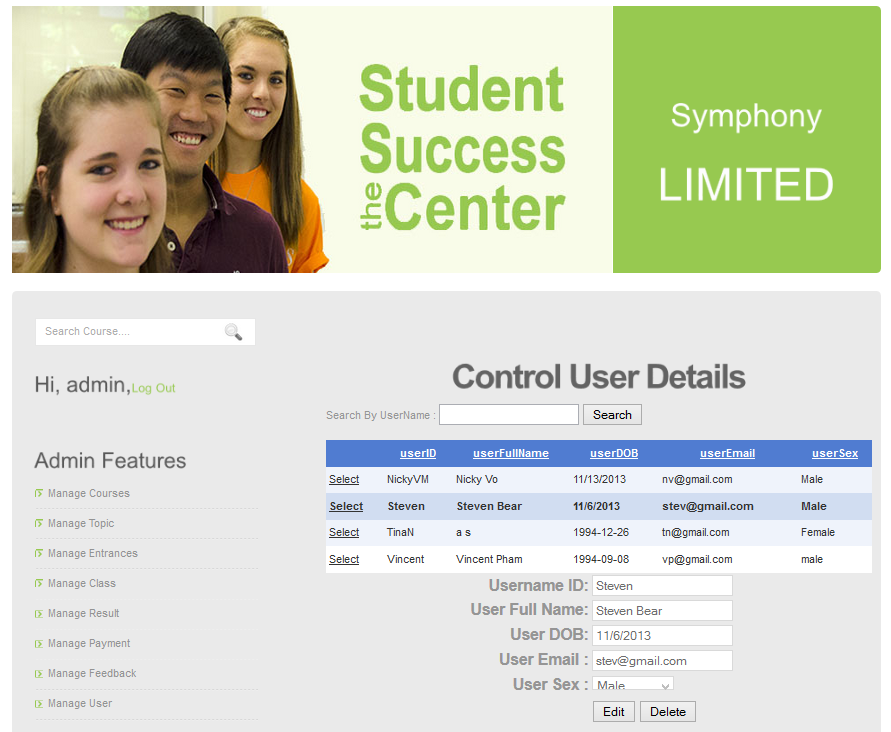 Student
Success
the Center
Symphony
LIMITED
Search Course....
Hi, admin,Log Out
Admin Features
Manage Courses
Manage Topic
Manage Entrances
Manage Class
Manage Result
Manage Payment
Manage Feedback
Manage User
Control User Details
Search By UserName : Search
userID userFullName userDOB userEmail userSex
Select NickyVM Nicky Vo 11/13/2013 nv@gmail.com Male
Select Steven Steven Bear 11/6/2013 stev@gmail.com Male
Select TinaN a s 1994-12-26 tn@gmail.com Female
Select Vincent Vincent Pham 1994-09-08 vp@gmail.com male
Username ID: Steven
User Full Name: Steven Bear
User DOB: 11/6/2013
User Email : stev@gmail.com
User Sex : Male
Edit Delete